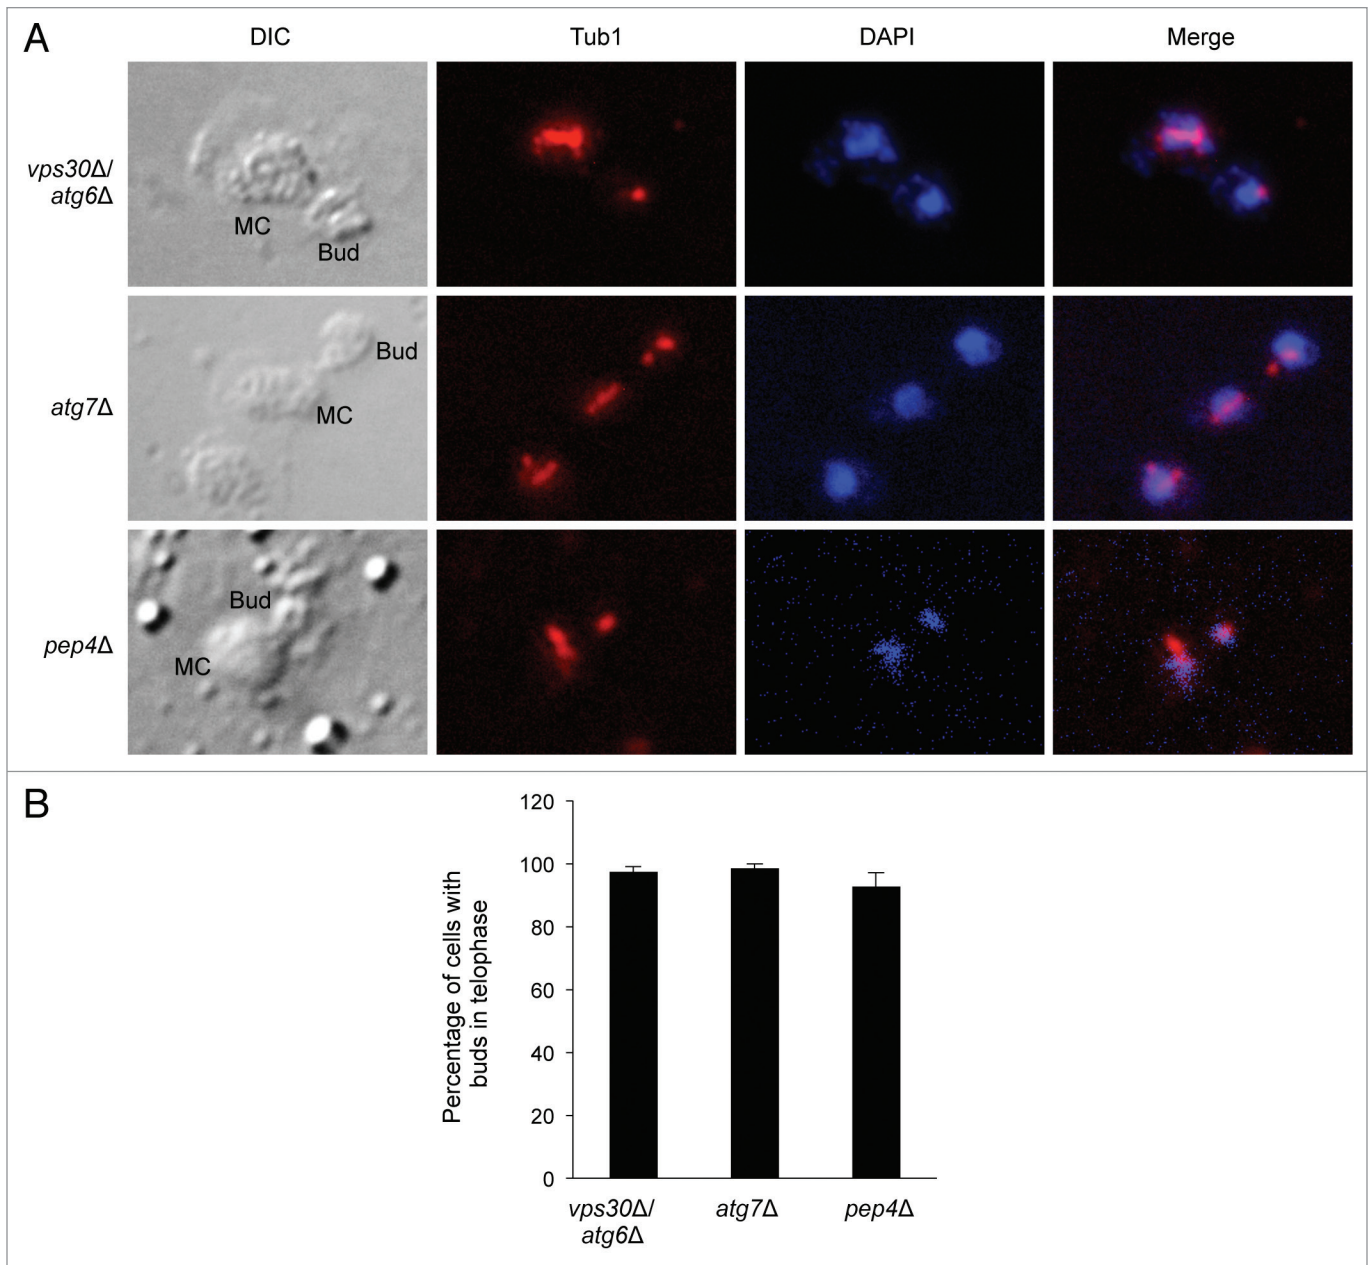 A
DIC
Tub1
DAPI
Merge
vps30Δ/
atg6Δ
MC
Bud
atg7Δ
Bud
MC
pep4Δ
Bud
MC
B
Percentage of cells with
buds in telophase
120
100
80
60
40
20
0
vps30Δ/
atg6Δ
atg7Δ
pep4Δ